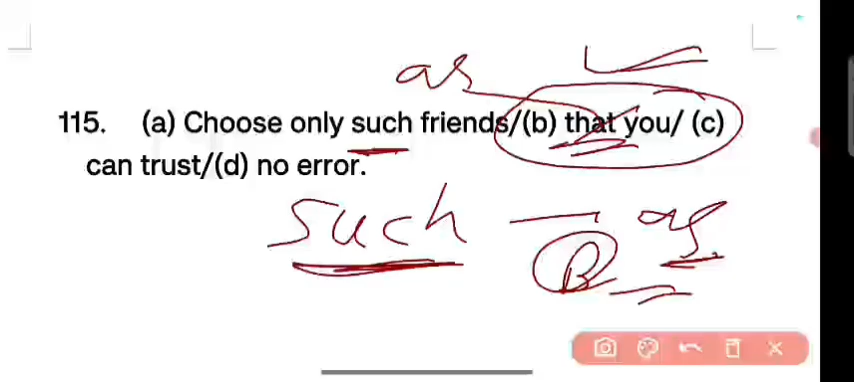 as
115. (a) Choose only such friends/(b) that you/ (c)
can trust/(d) no error.
such — as
B